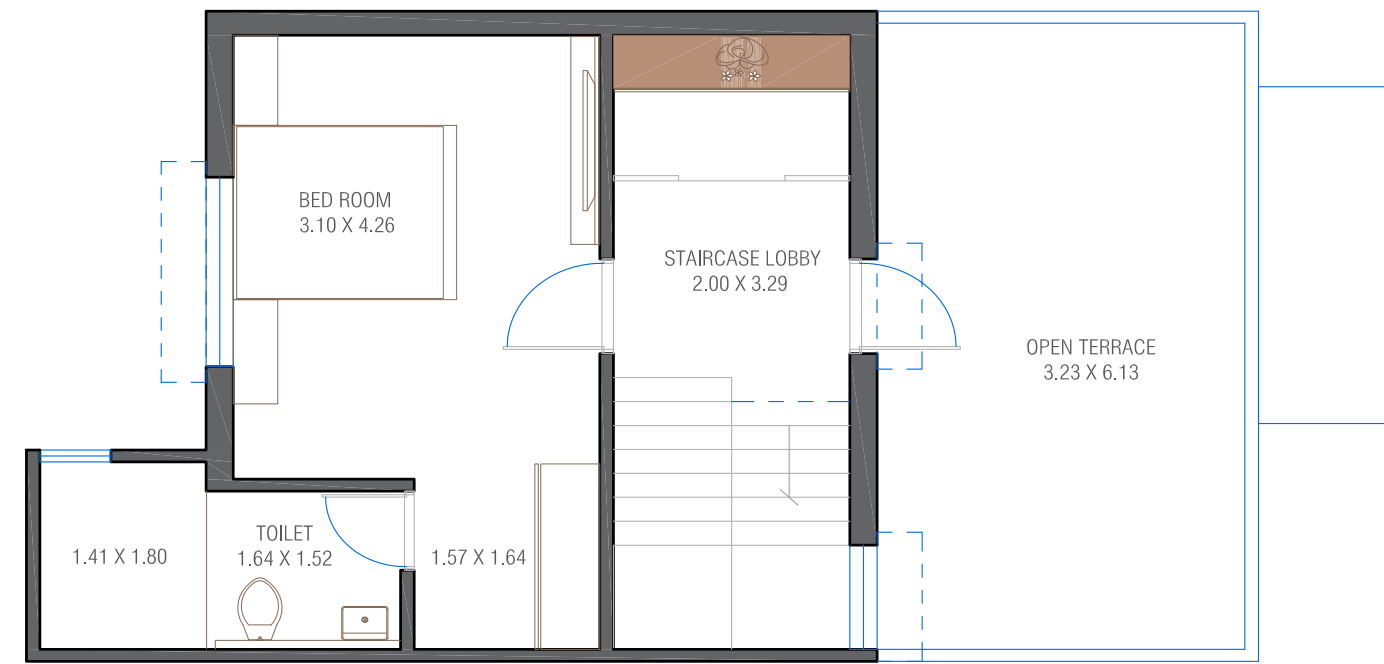 BED ROOM
3.10 X 4.26
STAIRCASE LOBBY
2.00 X 3.29
OPEN TERRACE
3.23 X 6.13
TOILET
1.64 X 1.52
1.41 X 1.80
1.57 X 1.64